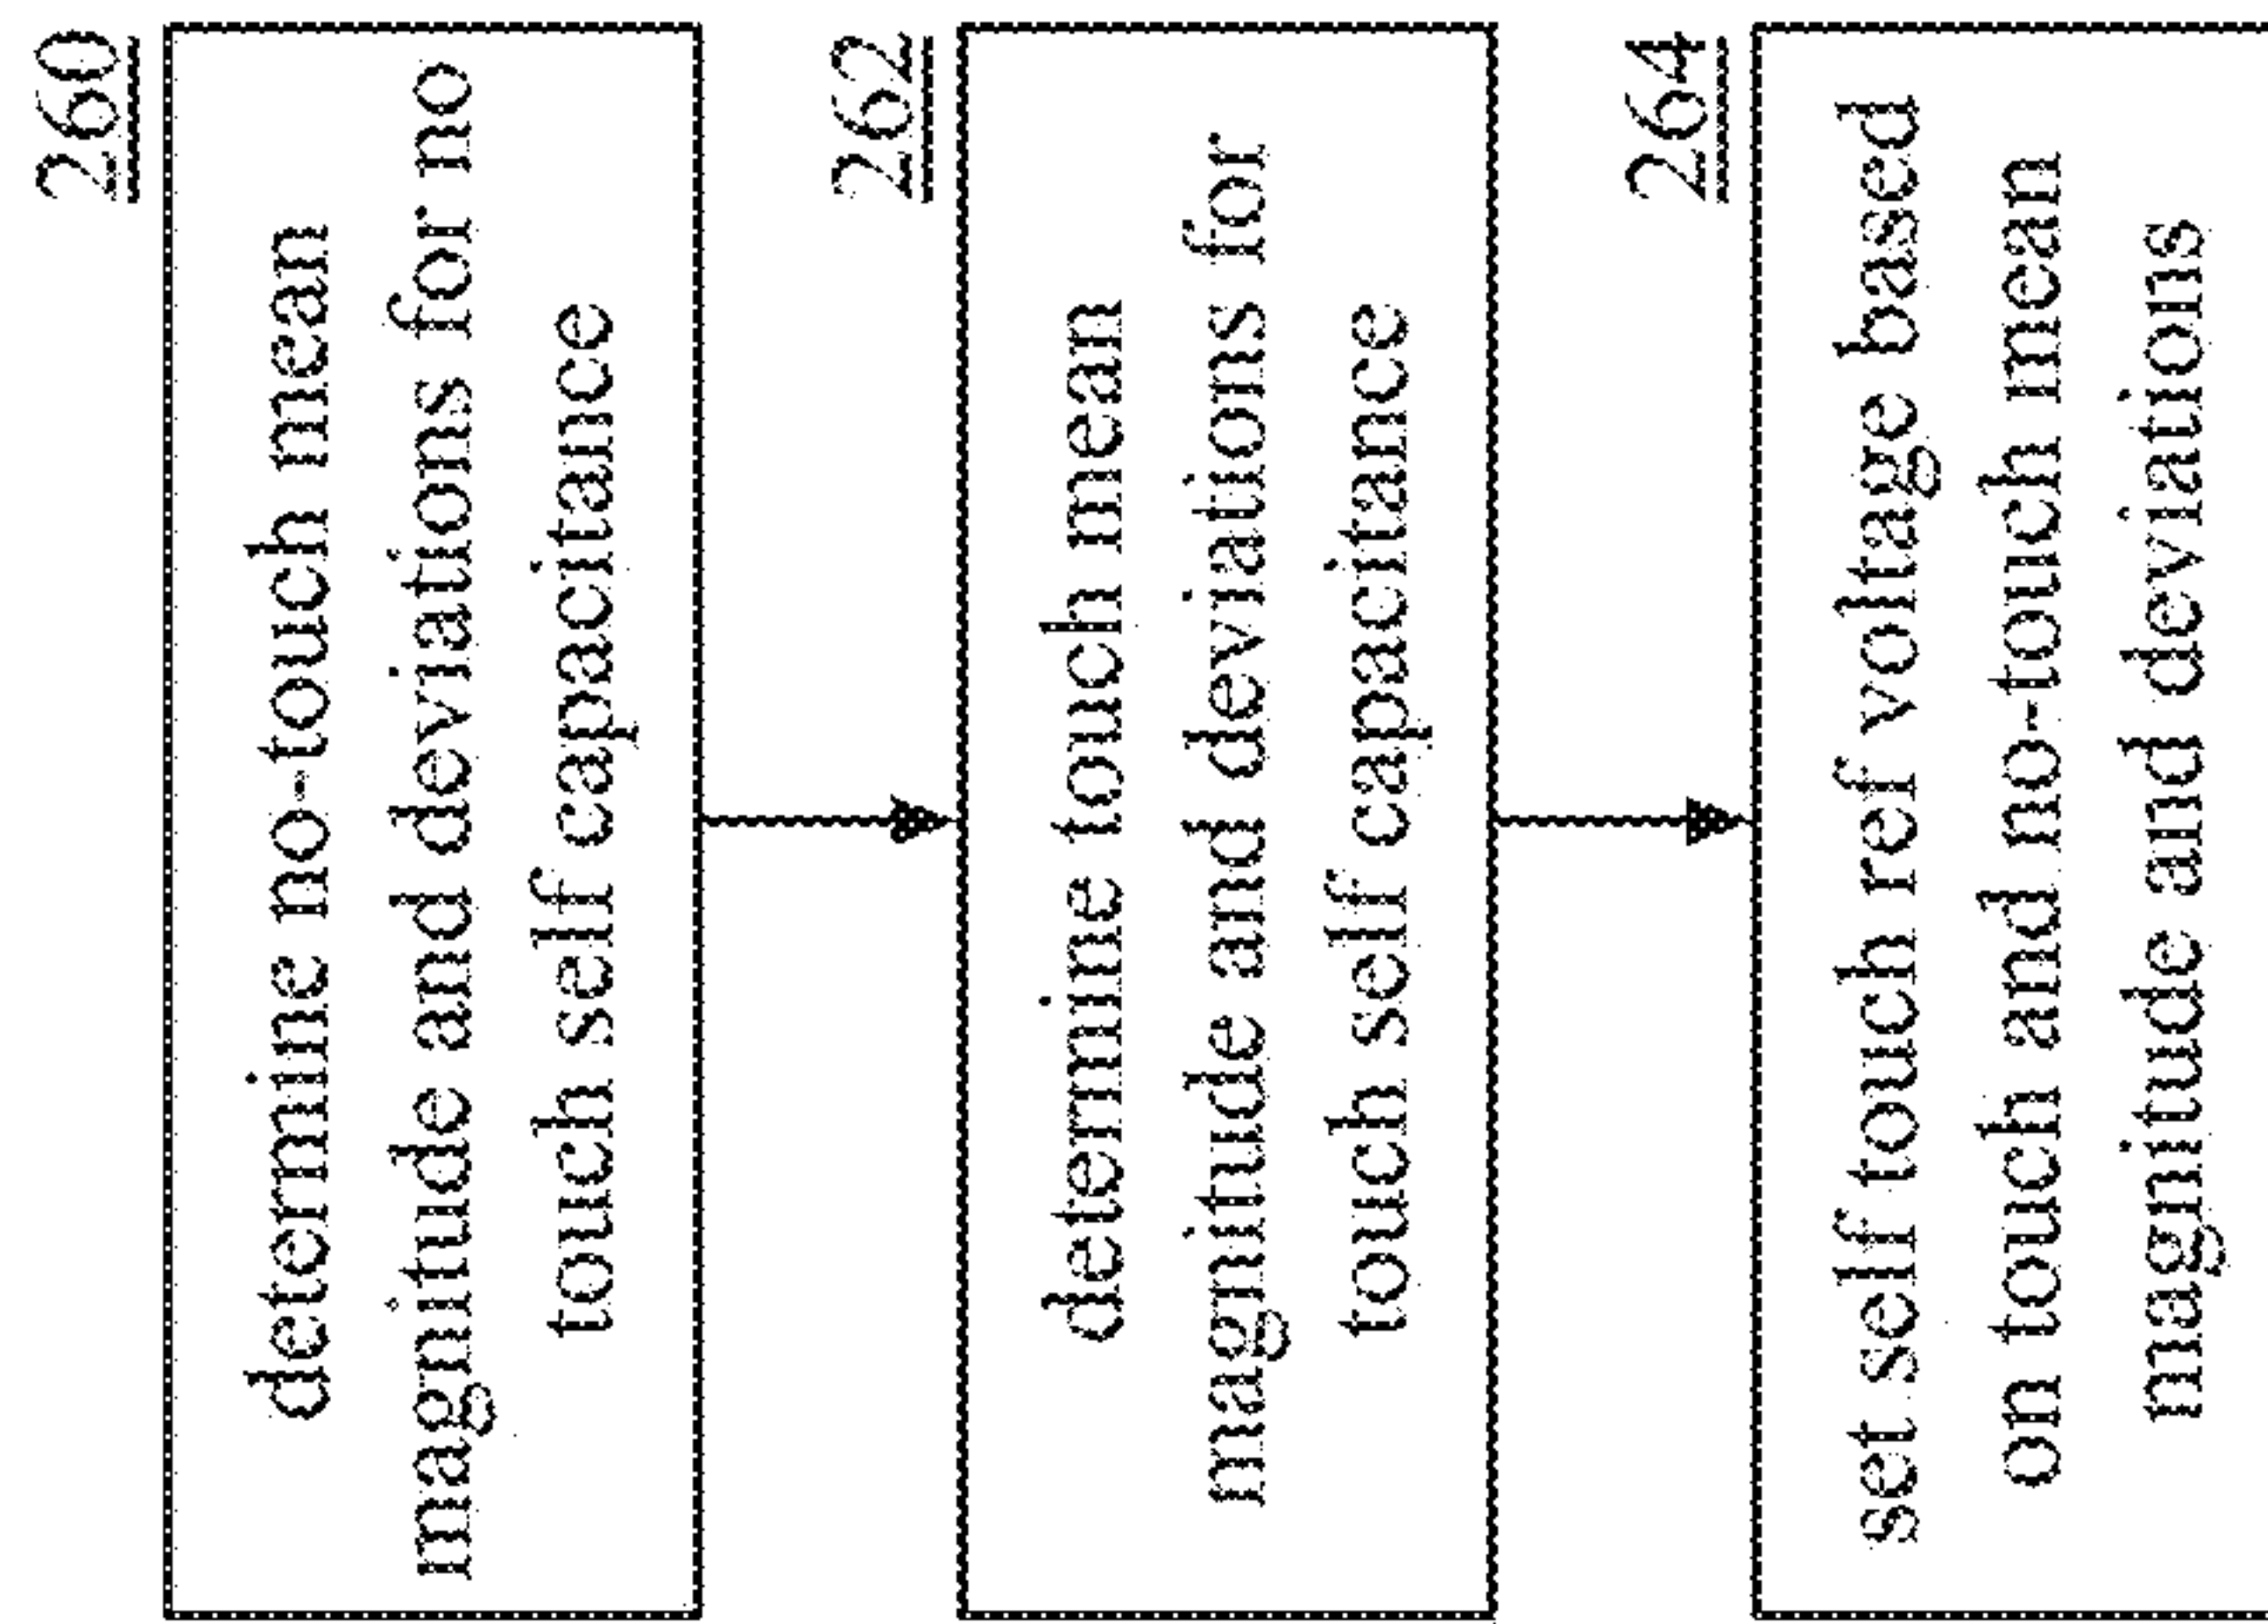 260
determine no-touch mean
magnitude and deviations for no
touch self capacitance
262
determine touch mean
magnitude and deviations for
touch self capacitance
264
set self touch ref voltage based
on touch and no-touch mean
magnitude and deviations